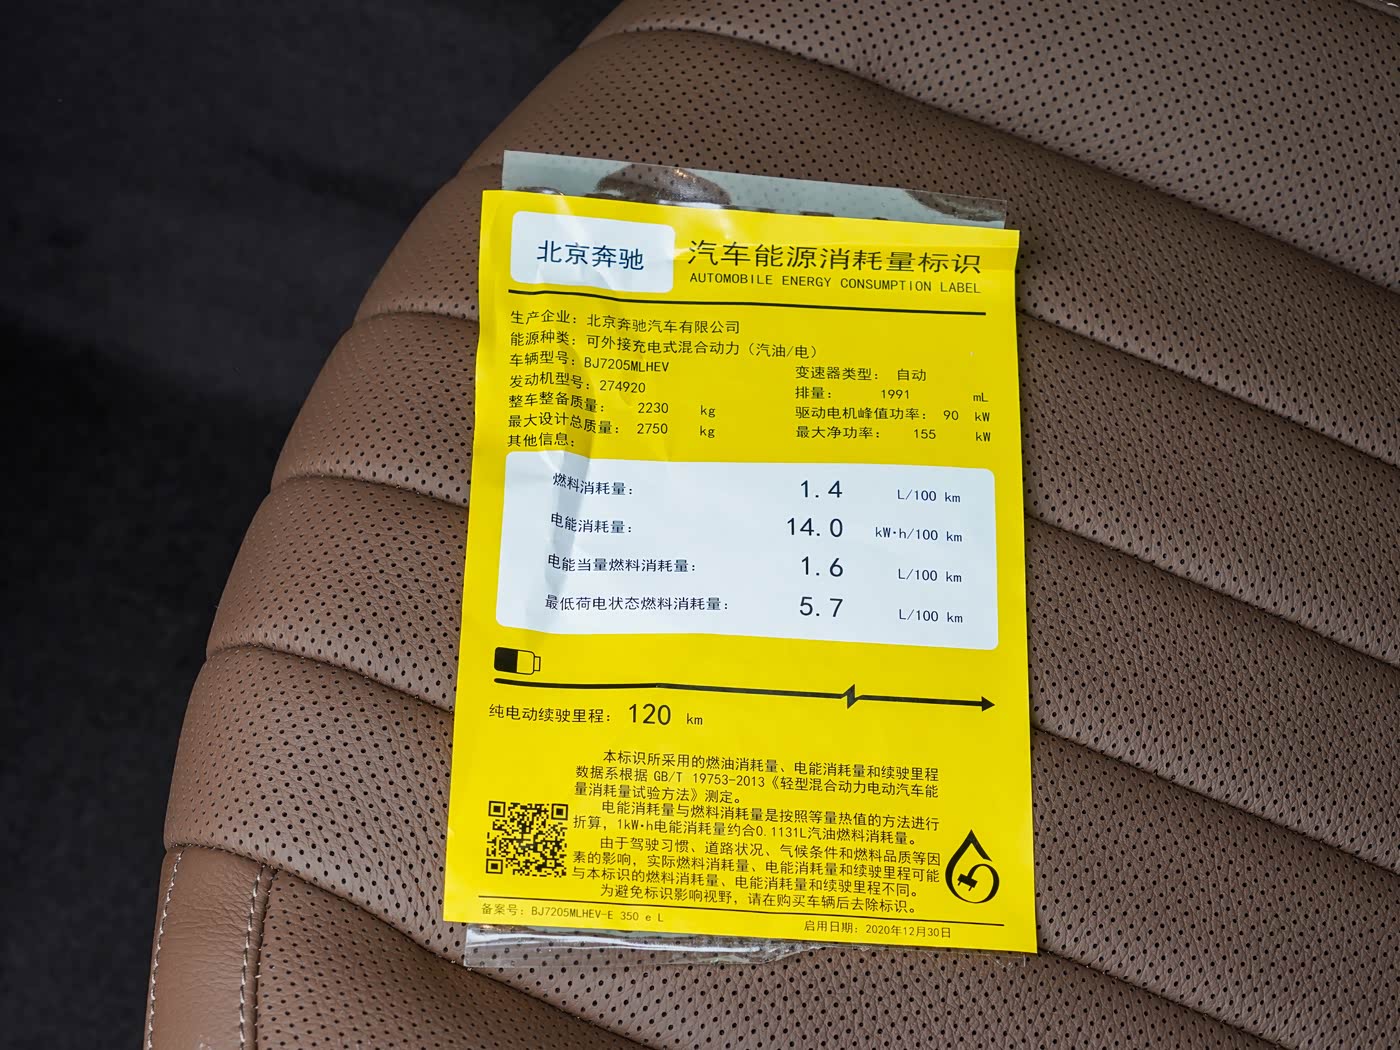 北京奔驰
汽车能源消耗量标识
AUTOMOBILE ENERGY CONSUMPTION LABEL
生产企业: 北京奔驰汽车有限公司
能源种类: 可外接充电式混合动力（汽油/电）
车辆型号: BJ7205MLHEV 变速器类型: 自动
发动机型号: 274920 排量: 1991 mL
整车整备质量: 2230 kg 驱动电机峰值功率: 90 kW
最大设计总质量: 2750 kg 最大净功率: 155 kW
其他信息:
燃料消耗量: 1.4 L/100 km
电能消耗量: 14.0 kW·h/100 km
电能当量燃料消耗量: 1.6 L/100 km
最低荷电状态燃料消耗量: 5.7 L/100 km
纯电动续驶里程: 120 km
本标识所采用的燃油消耗量、电能消耗量和续驶里程
数据系根据 GB/T 19753-2013《轻型混合动力电动汽车能
量消耗量试验方法》测定。
电能消耗量与燃料消耗量是按照等量热值的方法进行
折算，1kW·h电能消耗量约合0.1131L汽油燃料消耗量。
由于驾驶习惯、道路状况、气候条件和燃料品质等因
素的影响，实际燃料消耗量、电能消耗量和续驶里程可能
与本标识的燃料消耗量、电能消耗量和续驶里程不同。
为避免标识影响视野，请在购买车辆后去除标识。
备案号: BJ7205MLHEV-E 350 e L 启用日期: 2020年12月30日